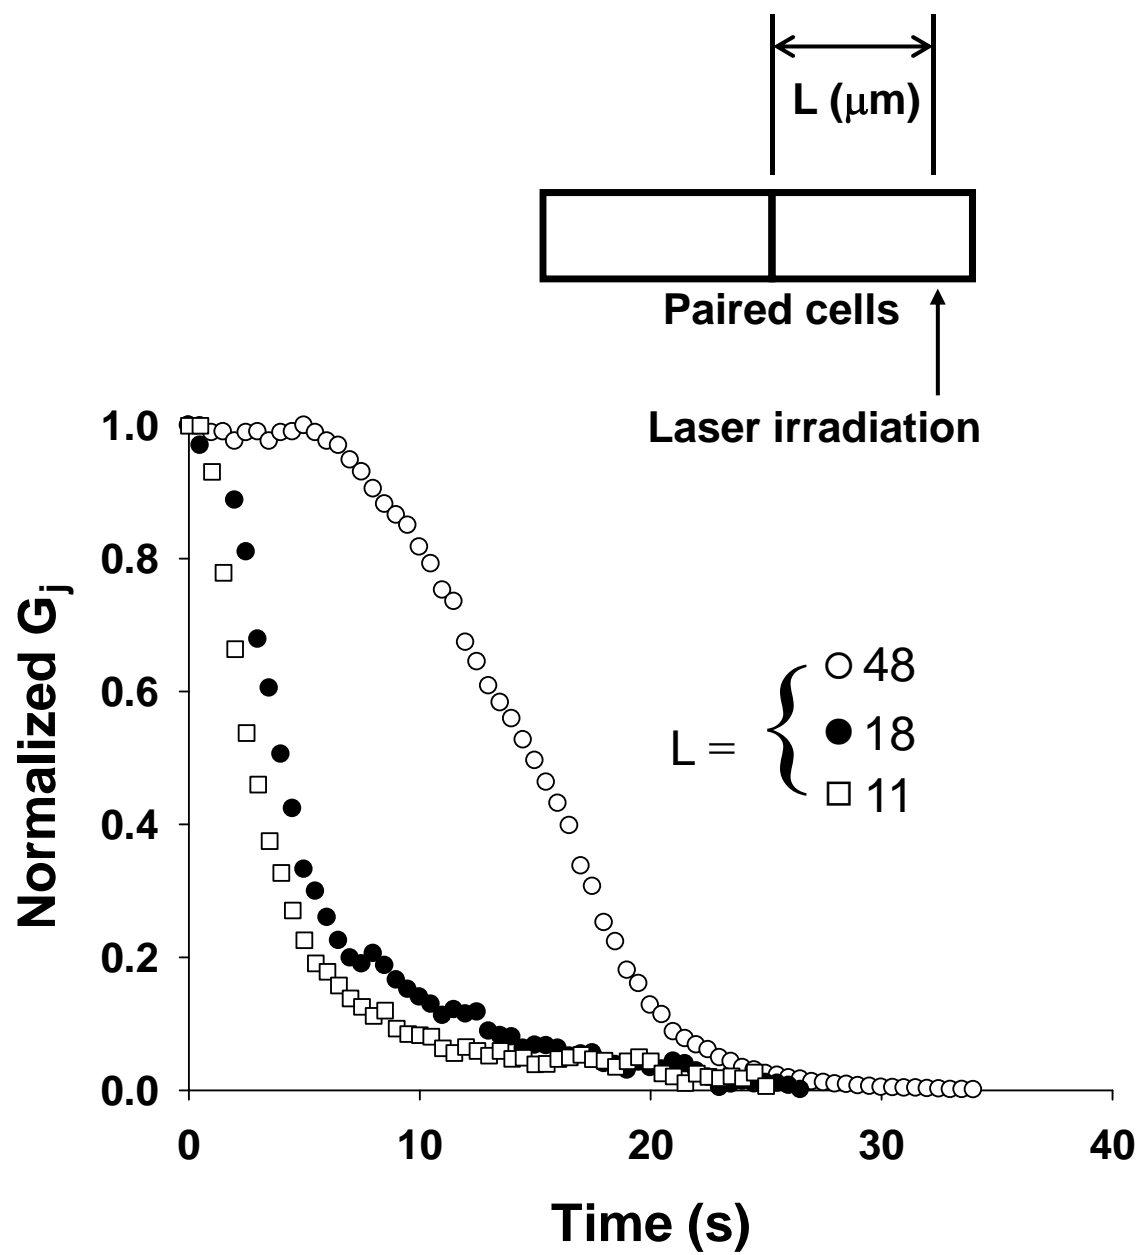 L (μm)
Paired cells
Laser irradiation
1.0
0.8
0.6
0.4
0.2
0.0
Normalized Gj
L = {
48
18
11
0
10
20
30
40
Time (s)